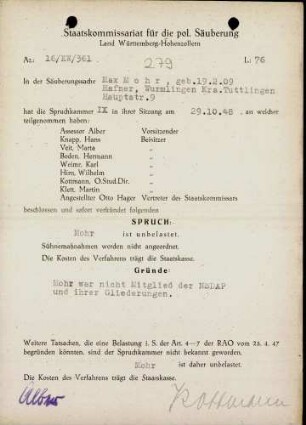 Staatskommissariat für die pol. Säuberung
Land Württemberg-Hohenzollern
Az: 16/XX/361
279
L: 76
In der Säuberungssache Max Mohr, geb.19.2.09
Hafner, Wurmlingen Krs.Tuttlingen
Hauptstr.9
hat die Spruchkammer IX in ihrer Sitzung am 29.10.48, an welcher
teilgenommen haben:
Assessor Aiber Vorsitzender
Knapp, Hans Beisitzer
Veit, Marta "
Boden, Hermann "
Weimer, Karl "
Hirn, Wilhelm "
Kottmann, O.Stud.Dir. "
Klett, Martin "
Angestellter Otto Hager Vertreter des Staatskommissars
beschlossen und sofort verkündet folgenden
SPRUCH:
Mohr
ist unbelastet.
Sühnemaßnahmen werden nicht angeordnet.
Die Kosten des Verfahrens trägt die Staatskasse.
Gründe:
Mohr war nicht Mitglied der NSDAP
und ihrer Gliederungen.
Weitere Tatsachen, die eine Belastung i. S. der Art. 4–7 der RAO vom 25. 4. 47
begründen könnten, sind der Spruchkammer nicht bekannt geworden.
Mohr ist daher unbelastet.
Die Kosten des Verfahrens trägt die Staatskasse.
Kottmann